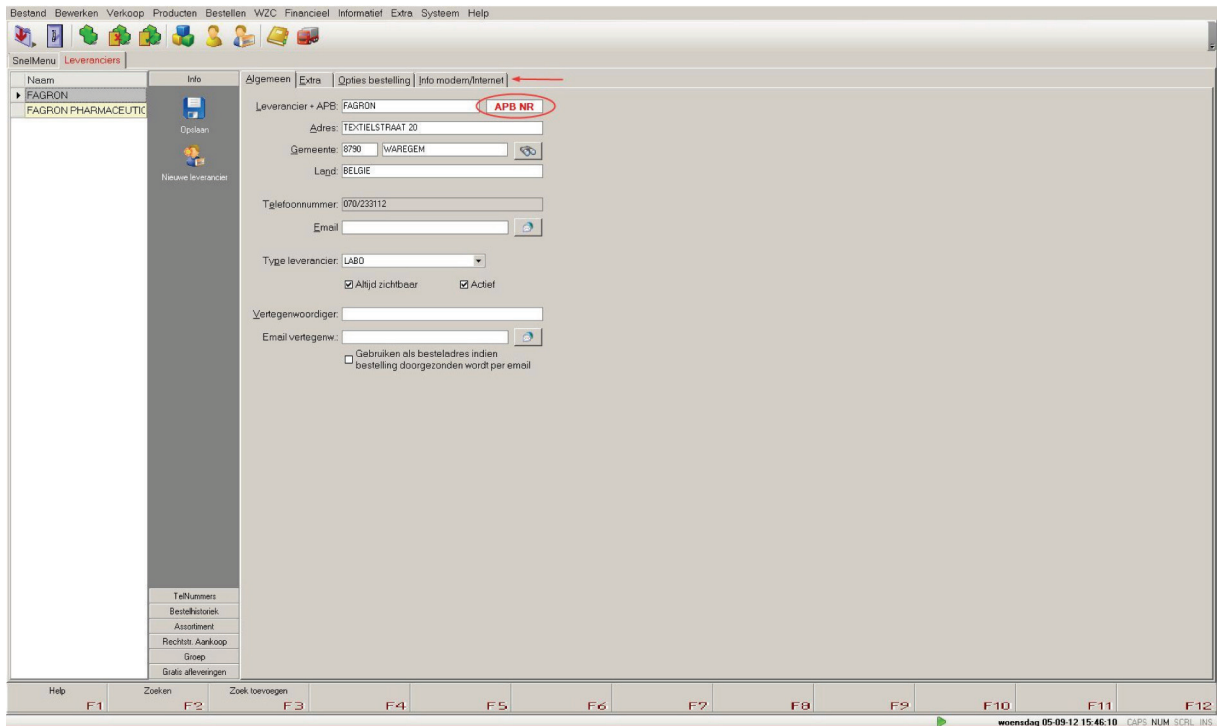 Bestand Bewerken Verkoop Producten Bestellen WZC Financieel Informatief Extra Systeem Help
SnelMenu Leveranciers
Naam
FAGRON
FAGRON PHARMACEUTIC
Info
Opslaan
Nieuwe leverancier
TelNummers
Bestelhistoriek
Assortiment
Rechtstr. Aankoop
Groep
Gratis afleveringen
Algemeen Extra Opties bestelling Info modem/Internet
Leverancier + APB: FAGRON APB NR
Adres: TEXTIELSTRAAT 20
Gemeente: 8790 WAREGEM
Land: BELGIE
Telefoonnummer: 070/233112
Email
Type leverancier: LABO
Altijd zichtbaar Actief
Vertegenwoordiger:
Email vertegenw.:
Gebruiken als besteladres indien
bestelling doorgezonden wordt per email
Help Zoeken Zoek toevoegen
F1 F2 F3 F4 F5 F6 F7 F8 F9 F10 F11 F12
woensdag 05-09-12 15:46:10 CAPS NUM SCRL INS